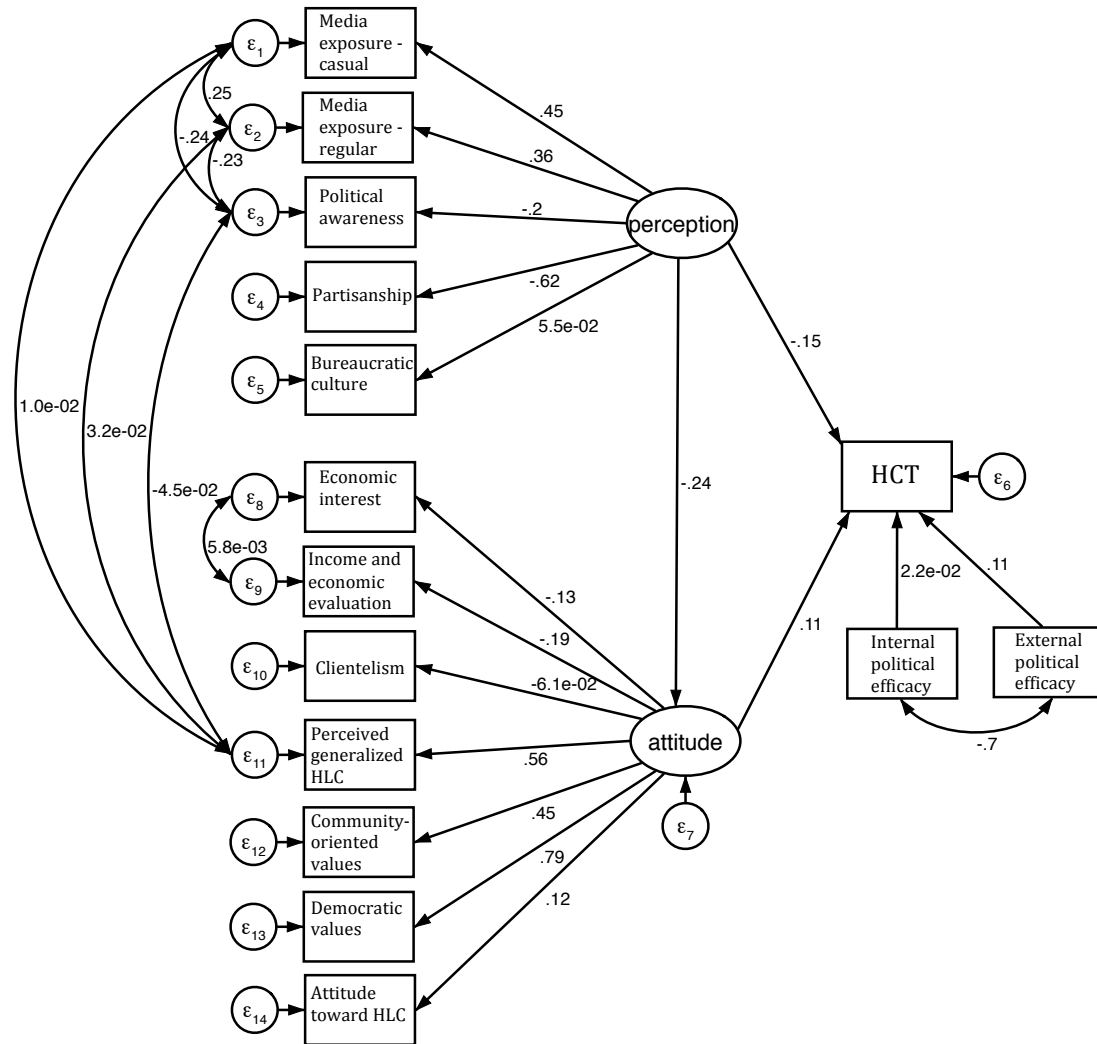 ε1
Media
exposure -
casual
.25
.45
ε2
Media
exposure -
regular
-.24
.36
-.23
ε3
Political
awareness
-.2
perception
ε4
Partisanship
-.62
5.5e-02
ε5
Bureaucratic
culture
-.15
1.0e-02
3.2e-02
-4.5e-02
-.24
HCT
ε6
ε8
Economic
interest
5.8e-03
ε9
Income and
economic
evaluation
-.13
-.19
2.2e-02
.11
.11
ε10
Clientelism
-6.1e-02
Internal
political
efficacy
External
political
efficacy
-.7
ε11
Perceived
generalized
HLC
.56
attitude
ε7
ε12
Community-
oriented
values
.45
.79
.12
ε13
Democratic
values
ε14
Attitude
toward HLC